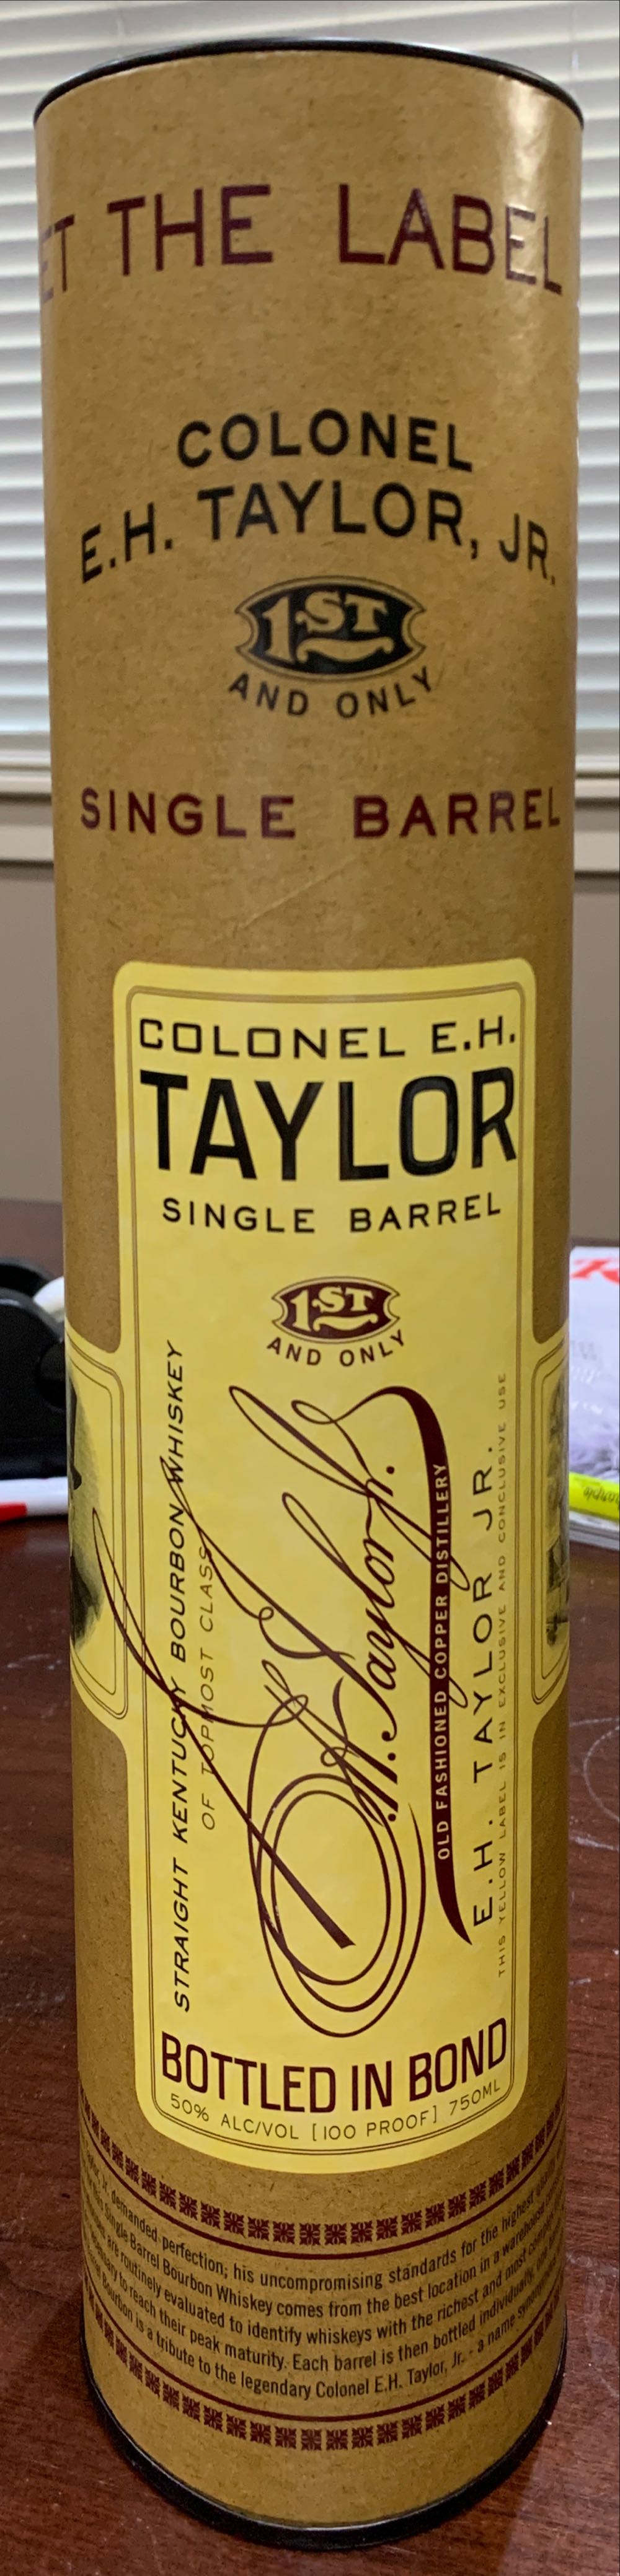 THE LABEL
COLONEL
E.H. TAYLOR, JR.
1ST
AND ONLY
SINGLE BARREL
COLONEL E.H.
TAYLOR
SINGLE BARREL
1ST
AND ONLY
STRAIGHT KENTUCKY BOURBON WHISKEY
OF TOPMOST CLASS
E.H. Taylor Jr.
OLD FASHIONED COPPER DISTILLERY
E.H. TAYLOR JR.
THIS YELLOW LABEL IS IN EXCLUSIVE AND CONCLUSIVE USE
BOTTLED IN BOND
50% ALC/VOL [100 PROOF] 750ML
Jr. demanded perfection; his uncompromising standards for the highest
Single Barrel Bourbon Whiskey comes from the best location in a warehouse
are routinely evaluated to identify whiskeys with the richest and most
to reach their peak maturity. Each barrel is then bottled individually,
Bourbon is a tribute to the legendary Colonel E.H. Taylor, Jr. - a name